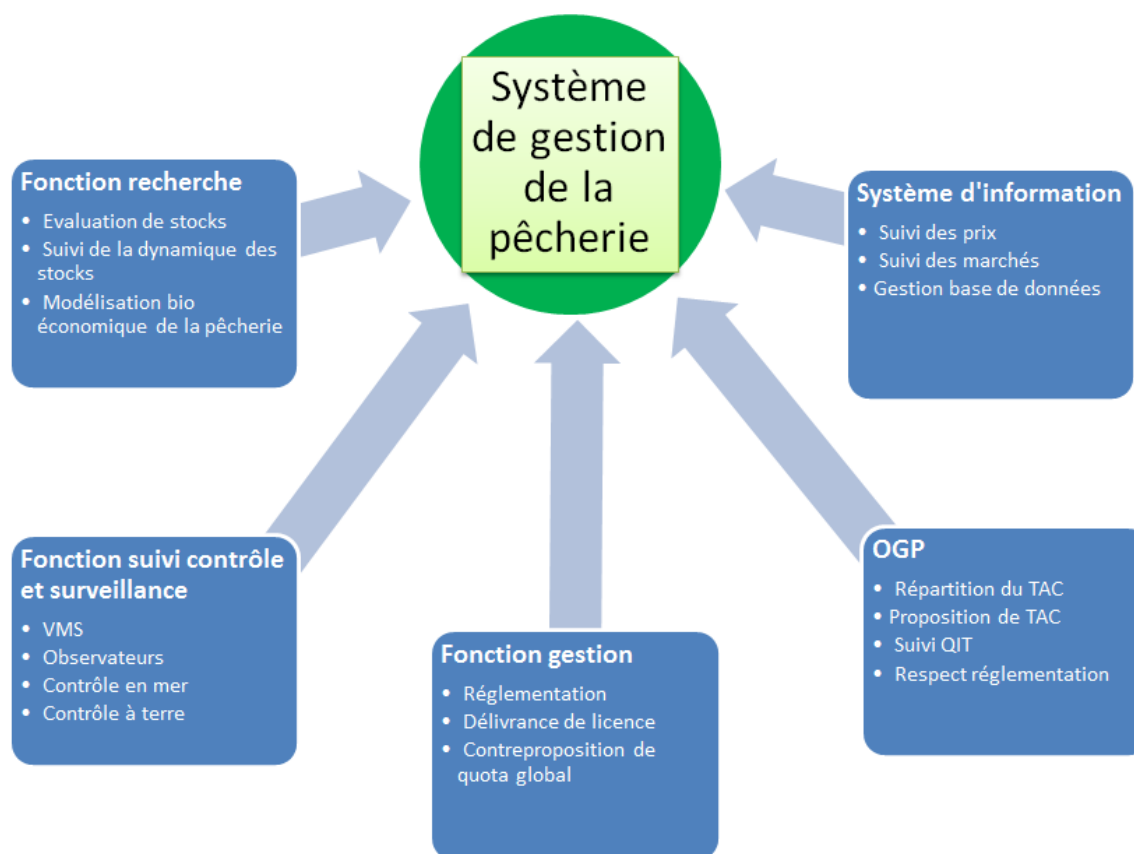 Système
de gestion
de la
pêcherie
Fonction recherche
• Evaluation de stocks
• Suivi de la dynamique des
stocks
• Modélisation bio
économique de la pêcherie
Système d'information
• Suivi des prix
• Suivi des marchés
• Gestion base de données
Fonction suivi contrôle
et surveillance
• VMS
• Observateurs
• Contrôle en mer
• Contrôle à terre
Fonction gestion
• Réglementation
• Délivrance de licence
• Contreproposition de
quota global
OGP
• Répartition du TAC
• Proposition de TAC
• Suivi QIT
• Respect réglementation